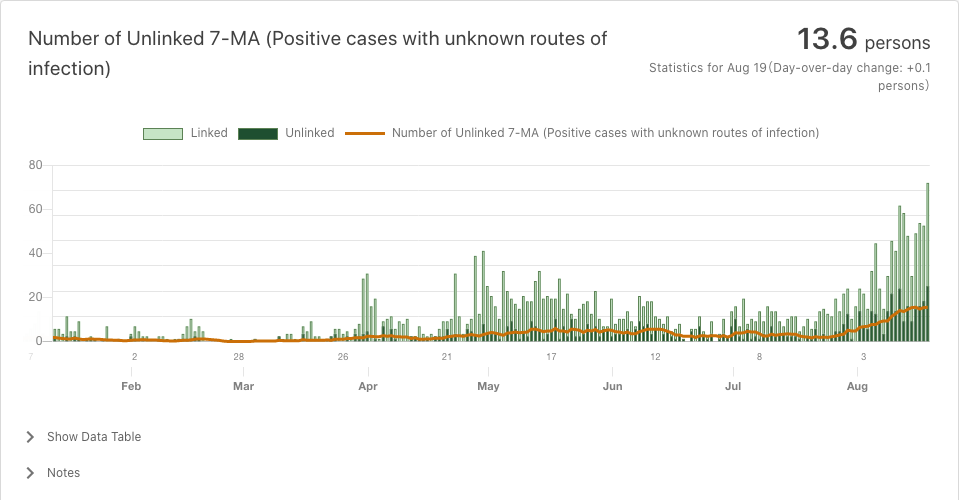 Number of Unlinked 7-MA (Positive cases with unknown routes of
infection)
13.6 persons
Statistics for Aug 19(Day-over-day change: +0.1
persons)
Linked
Unlinked
Number of Unlinked 7-MA (Positive cases with unknown routes of infection)
80
60
40
20
0
7 2 28 26 21 17 12 8 3
Feb Mar Apr May Jun Jul Aug
Show Data Table
Notes